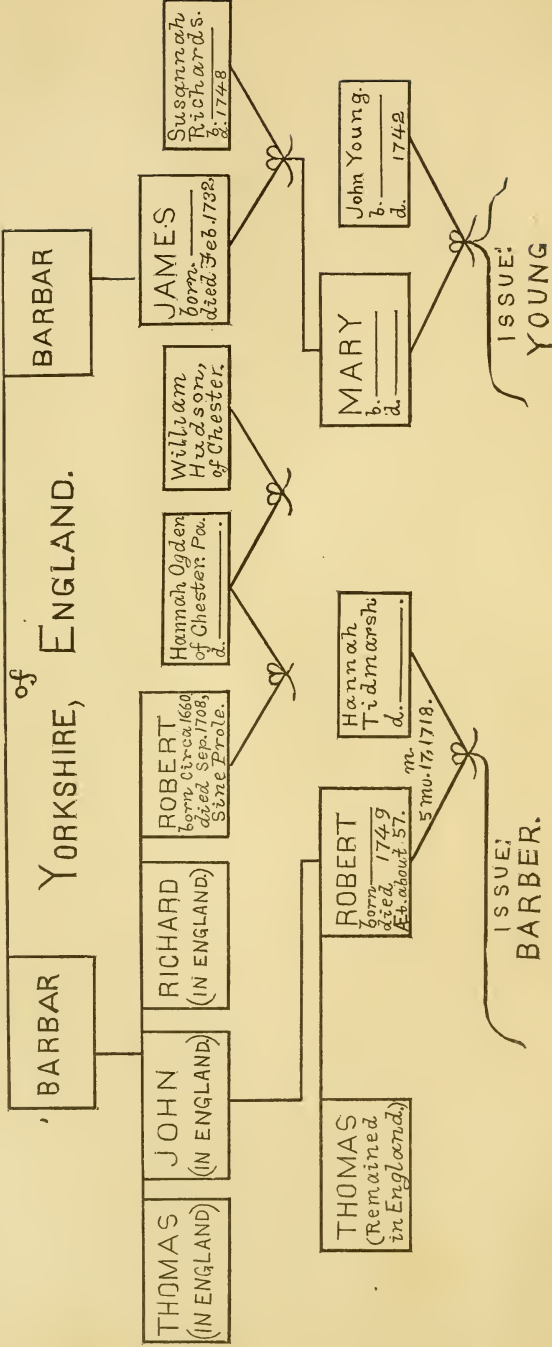 BARBAR
BARBAR
of
YORKSHIRE, ENGLAND.
THOMAS
(IN ENGLAND)
JOHN
(IN ENGLAND)
RICHARD
(IN ENGLAND)
ROBERT
born Circa 1660,
died Sep. 1708,
Sine Prole.
Hannah Ogden
of Chester. Pa.
d.
William
Hudson,
of Chester.
JAMES
born.
died Feb. 1732,
Susannah
Richards.
b.
d. 1748
THOMAS
(Remained
in England,)
ROBERT
born
died 1749
Æt. about 57.
m.
5 mo. 17, 1718.
Hannah
Tidmarsh
d.
MARY
b.
d.
John Young.
b.
d. 1742
ISSUE:
BARBER.
ISSUE:
YOUNG